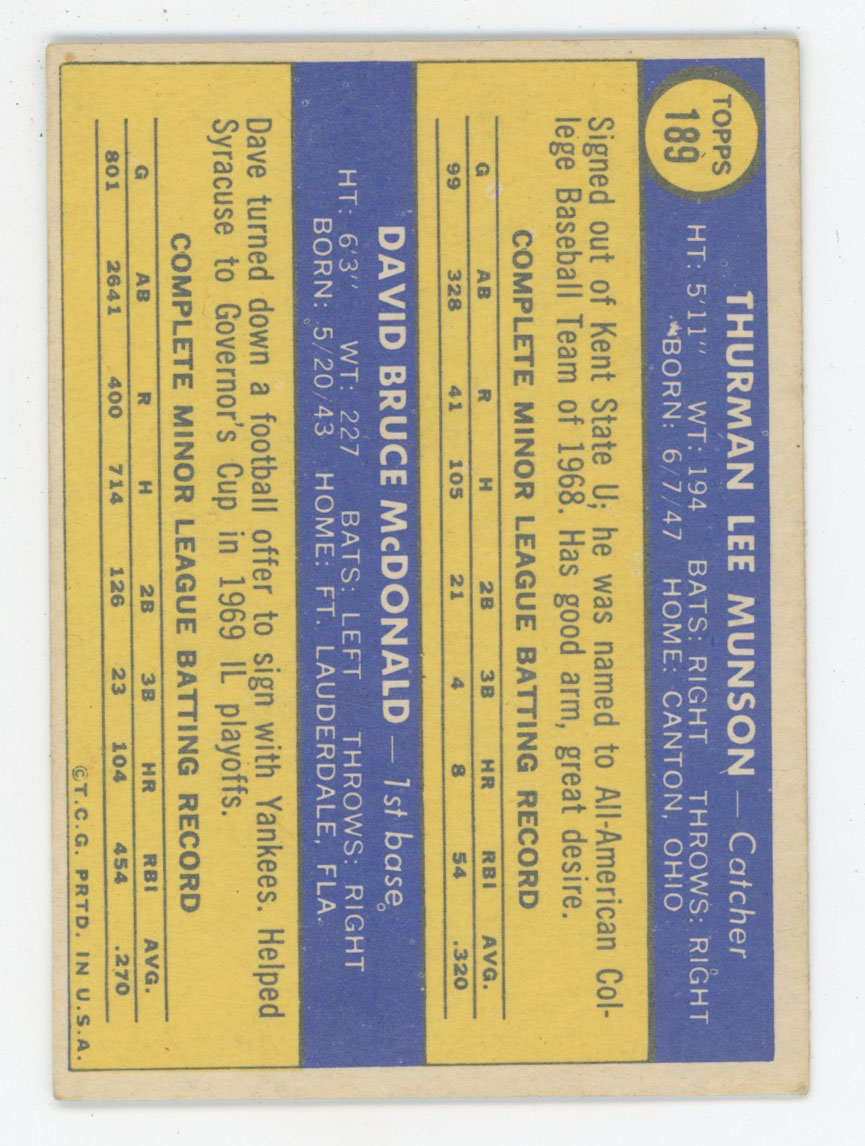 TOPPS
189
THURMAN LEE MUNSON — Catcher
HT: 5'11" WT: 194 BATS: RIGHT THROWS: RIGHT
BORN: 6/7/47 HOME: CANTON, OHIO
Signed out of Kent State U; he was named to All-American Col-
lege Baseball Team of 1968. Has good arm, great desire.
COMPLETE MINOR LEAGUE BATTING RECORD
G AB R H 2B 3B HR RBI AVG.
99 328 41 105 21 4 8 54 .320
DAVID BRUCE McDONALD — 1st base
HT: 6'3" WT: 227 BATS: LEFT THROWS: RIGHT
BORN: 5/20/43 HOME: FT. LAUDERDALE, FLA.
Dave turned down a football offer to sign with Yankees. Helped
Syracuse to Governor's Cup in 1969 IL playoffs.
COMPLETE MINOR LEAGUE BATTING RECORD
G AB R H 2B 3B HR RBI AVG.
801 2641 400 714 126 23 104 454 .270
©T.C.G. PRTD. IN U.S.A.